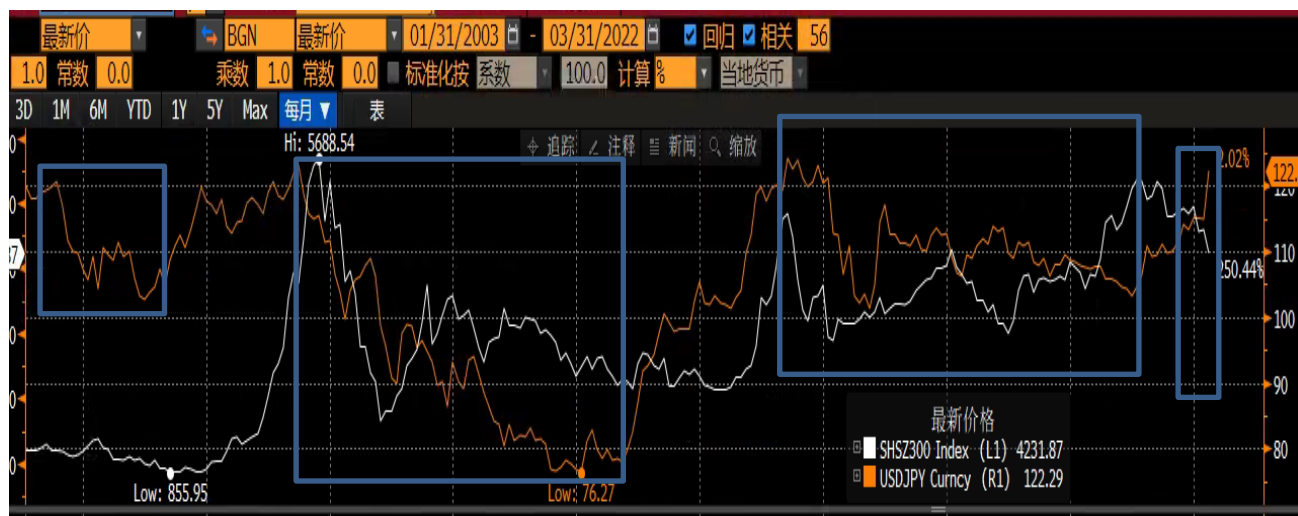 最新价 BGN 最新价 01/31/2003 - 03/31/2022 回归 相关 56
1.0 常数 0.0 乘数 1.0 常数 0.0 标准化按 系数 100.0 计算 % 当地货币
3D 1M 6M YTD 1Y 5Y Max 每月 ▼ 表
Hi: 5688.54 追踪 注释 新闻 缩放
2.02%
122.
120
110
250.44%
100
90
最新价格
SHSZ300 Index (L1) 4231.87
80
USDJPY Curncy (R1) 122.29
Low: 855.95 Low: 76.27